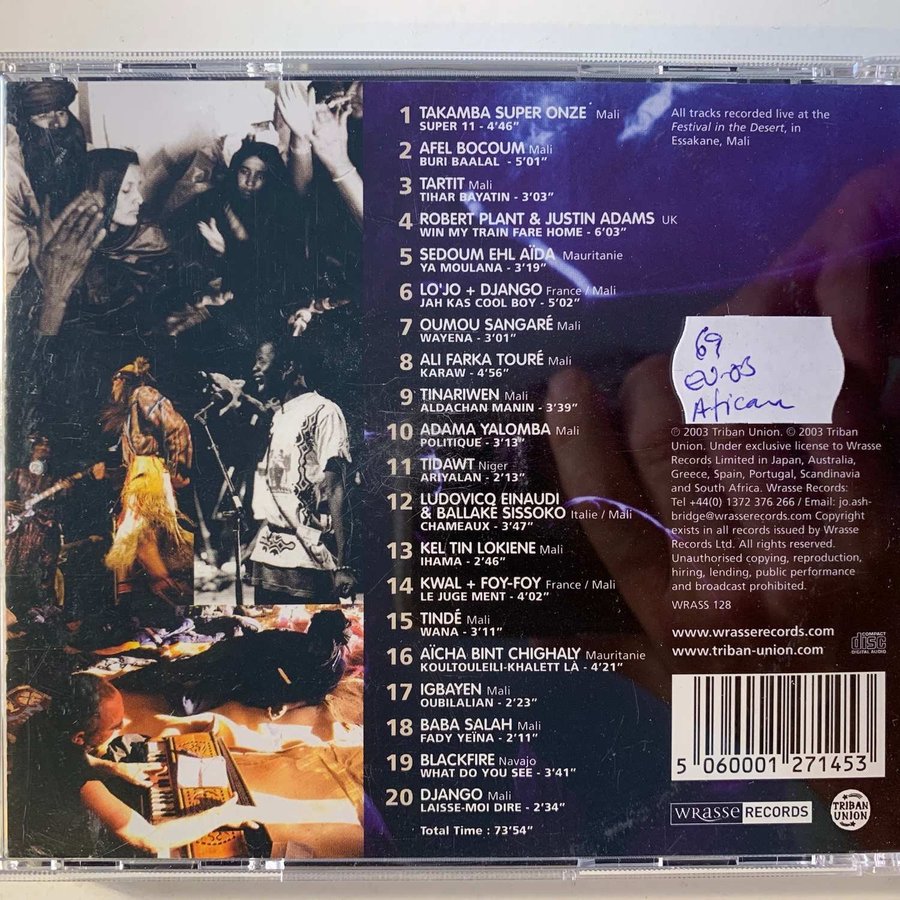 1 TAKAMBA SUPER ONZE Mali
SUPER 11 - 4'46"
2 AFEL BOCOUM Mali
BURI BAALAL - 5'01"
3 TARTIT Mali
TIHAR BAYATIN - 3'03"
4 ROBERT PLANT & JUSTIN ADAMS UK
WIN MY TRAIN FARE HOME - 6'03"
5 SEDOUM EHL AÏDA Mauritanie
YA MOULANA - 3'19"
6 LO'JO + DJANGO France / Mali
JAH KAS COOL BOY - 5'02"
7 OUMOU SANGARÉ Mali
WAYENA - 3'01"
8 ALI FARKA TOURÉ Mali
KARAW - 4'56"
9 TINARIWEN Mali
ALDACHAN MANIN - 3'39"
10 ADAMA YALOMBA Mali
POLITIQUE - 3'13"
11 TIDAWT Niger
ARIYALAN - 2'13"
12 LUDOVICQ EINAUDI
& BALLAKE SISSOKO Italie / Mali
CHAMEAUX - 3'47"
13 KEL TIN LOKIENE Mali
IHAMA - 2'46"
14 KWAL + FOY-FOY France / Mali
LE JUGE MENT - 4'02"
15 TINDÉ Mali
WANA - 3'11"
16 AÏCHA BINT CHIGHALY Mauritanie
KOULTOULEILI-KHALETT LÀ - 4'21"
17 IGBAYEN Mali
OUBILALIAN - 2'23"
18 BABA SALAH Mali
FADY YEÏNA - 2'11"
19 BLACKFIRE Navajo
WHAT DO YOU SEE - 3'41"
20 DJANGO Mali
LAISSE-MOI DIRE - 2'34"
Total Time : 73'54"
All tracks recorded live at the
Festival in the Desert, in
Essakane, Mali
69
African
℗ 2003 Triban Union. © 2003 Triban
Union. Under exclusive license to Wrasse
Records Limited in Japan, Australia,
Greece, Spain, Portugal, Scandinavia
and South Africa. Wrasse Records:
Tel +44(0) 1372 376 266 / Email: jo.ash-
bridge@wrasserecords.com Copyright
exists in all records issued by Wrasse
Records Ltd. All rights reserved.
Unauthorised copying, reproduction,
hiring, lending, public performance
and broadcast prohibited.
WRASS 128
www.wrasserecords.com
www.triban-union.com
COMPACT
disc
DIGITAL AUDIO
5 060001 271453
wrasse RECORDS
TRIBAN
UNION